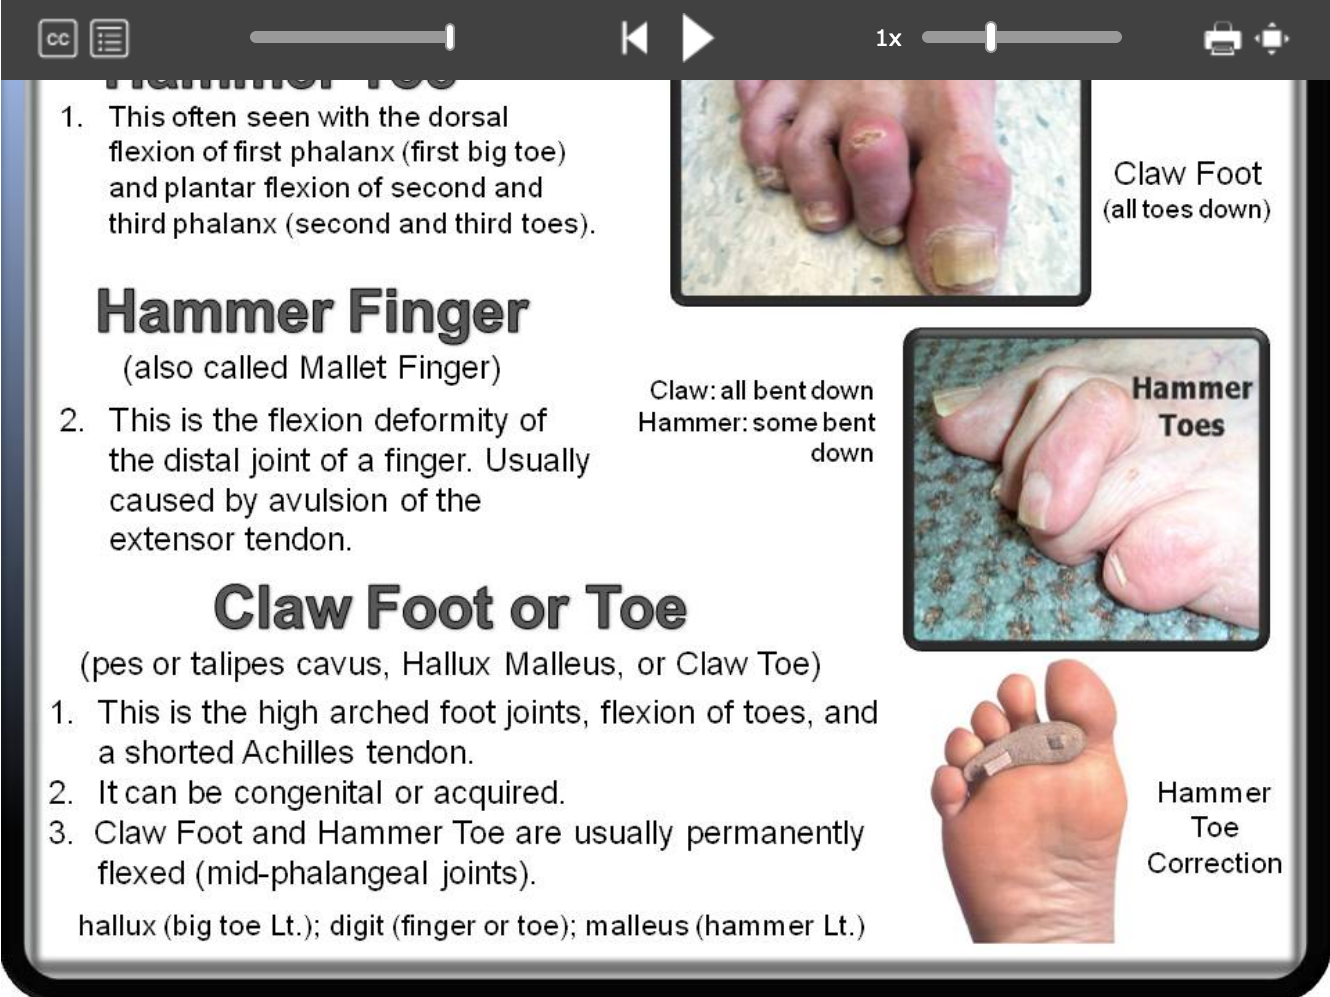 CC
1x
Hammer Toe
1. This often seen with the dorsal
flexion of first phalanx (first big toe)
and plantar flexion of second and
third phalanx (second and third toes).
Claw Foot
(all toes down)
Hammer Finger
(also called Mallet Finger)
2. This is the flexion deformity of
the distal joint of a finger. Usually
caused by avulsion of the
extensor tendon.
Claw: all bent down
Hammer: some bent
down
Hammer
Toes
Claw Foot or Toe
(pes or talipes cavus, Hallux Malleus, or Claw Toe)
1. This is the high arched foot joints, flexion of toes, and
a shorted Achilles tendon.
2. It can be congenital or acquired.
3. Claw Foot and Hammer Toe are usually permanently
flexed (mid-phalangeal joints).
Hammer
Toe
Correction
hallux (big toe Lt.); digit (finger or toe); malleus (hammer Lt.)